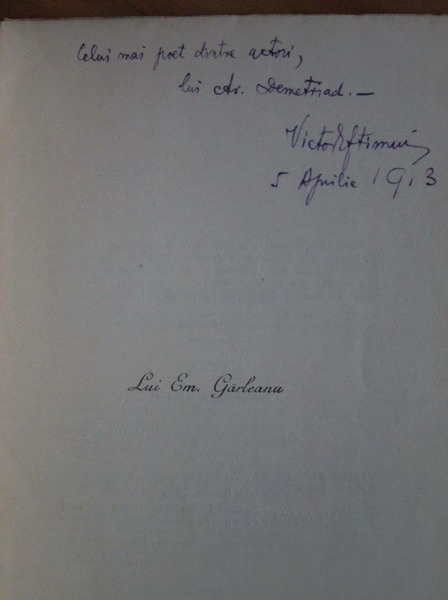 Celui mai poet dintre actori,
lui Ar. Demetriad. —
Victor Eftimiu
5 Aprilie 1913
Lui Em. Gârleanu